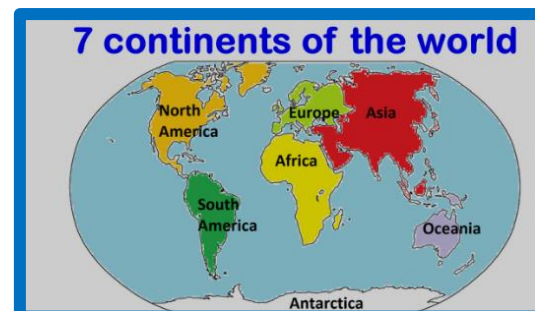 7 continents of the world
North
America
Europe
Asia
Africa
South
America
Oceania
Antarctica